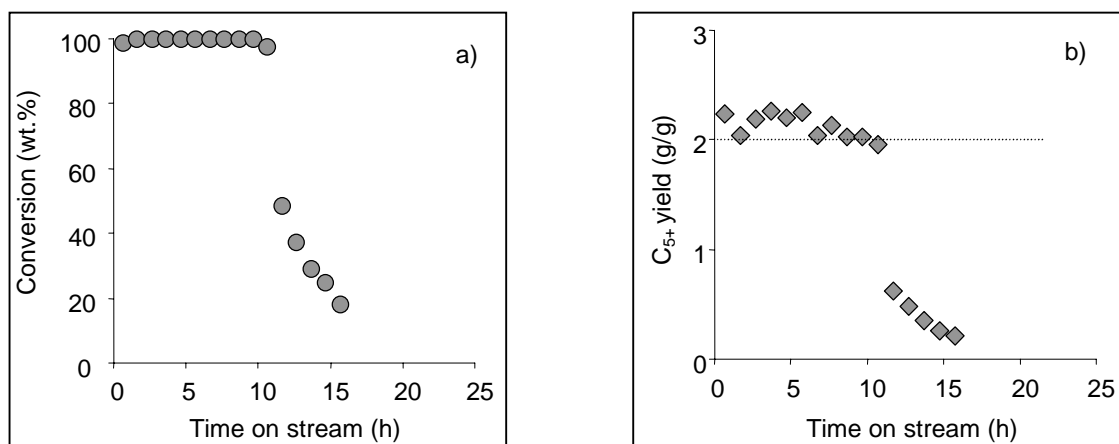 a)
Conversion (wt.%)
100
80
60
40
20
0
0 5 10 15 20 25
Time on stream (h)
b)
C5+ yield (g/g)
3
2
1
0
0 5 10 15 20 25
Time on stream (h)